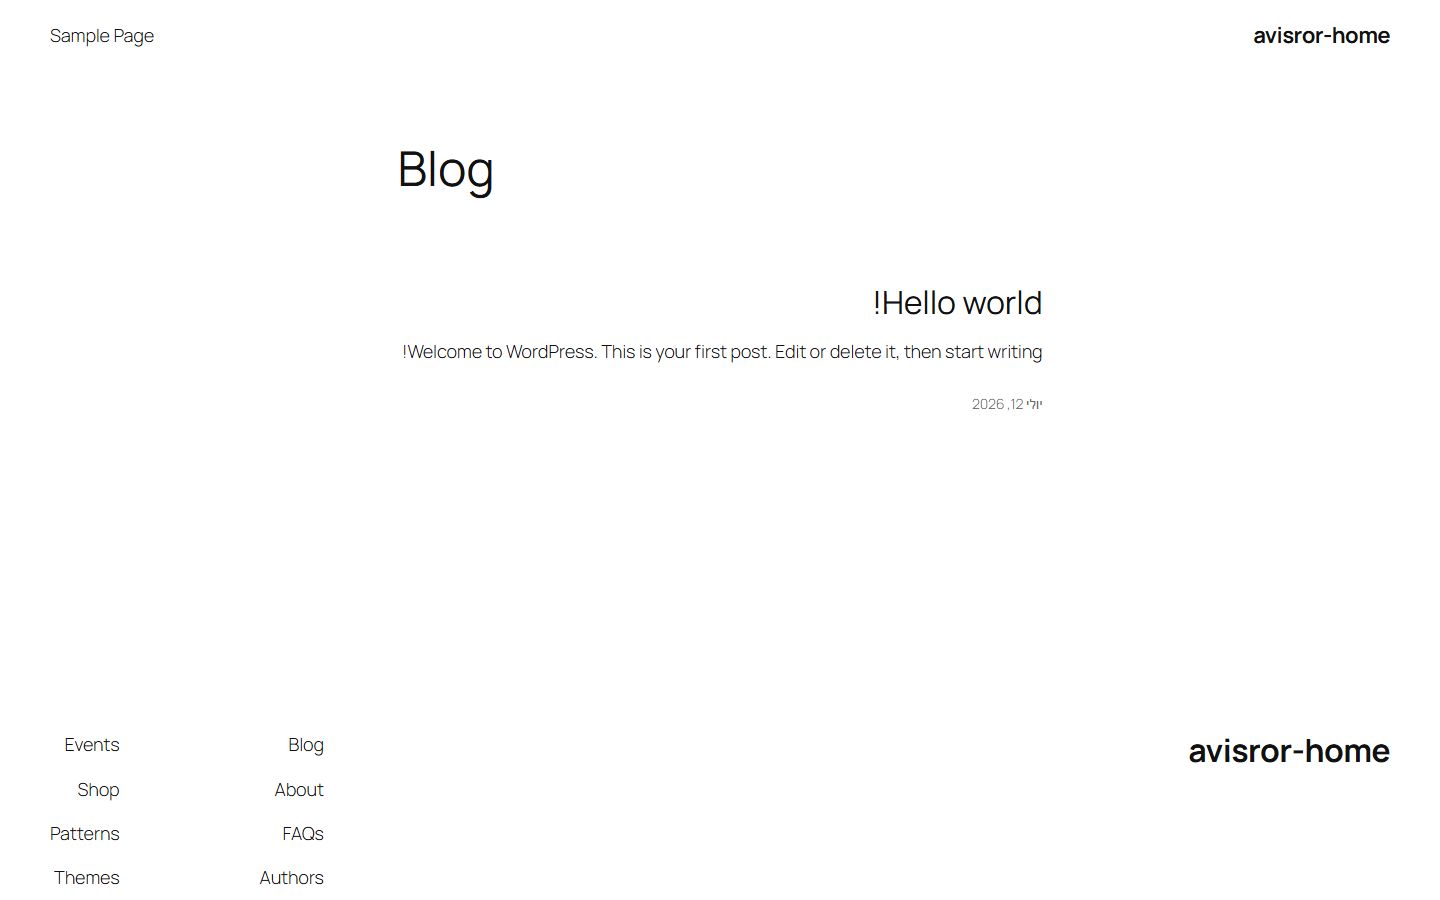 avisror-home
Sample Page
Blog
Hello world!
Welcome to WordPress. This is your first post. Edit or delete it, then start writing!
יולי 12, 2026
avisror-home
Blog
About
FAQs
Authors
Events
Shop
Patterns
Themes